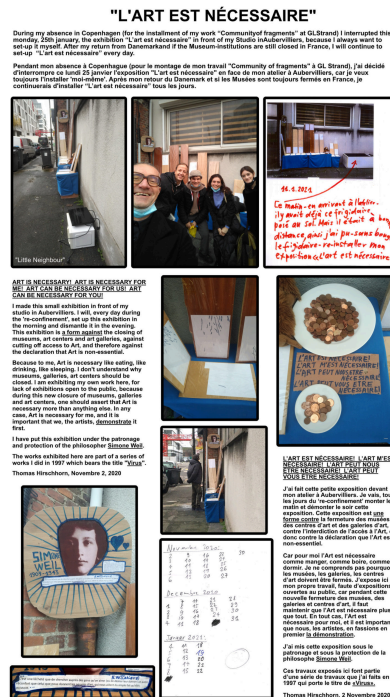 "L'ART EST NÉCESSAIRE"
During my absence in Copenhagen (for the installment of my work "Communityof fragments" at GLStrand) I interrupted this
monday, 25th january, the exhibition "L'art est nécessaire" in front of my Studio inAubervilliers, because I always want to
set-up it myself. After my return from Danemarkand if the Museum-institutions are still closed in France, I will continue to
set-up "L'art est nécessaire" every day.
Pendant mon absence à Copenhague (pour le montage de mon travail "Community of fragments" à GL Strand), j'ai décidé
d'interrompre ce lundi 25 janvier l'exposition "L'art est nécessaire" en face de mon atelier à Aubervilliers, car je veux
toujours l'installer 'moi-même'. Après mon retour du Danemark et si les Musées sont toujours fermés en France, je
continuerais d'installer "L'art est nécessaire" tous les jours.
"Little Neighbour"
16.1.2021
Ce matin-en arrivant à l'atelier-
il y avait déjà ce frigidaire,
posé au sol. Mais il était à bon
distance, ainsi j'ai pu-sans boug
le frigidaire-re-installer mon
exposition «L'art est nécessaire
ART IS NECESSARY! ART IS NECESSARY FOR
ME! ART CAN BE NECESSARY FOR US! ART
CAN BE NECESSARY FOR YOU!
I made this small exhibition in front of my
studio in Aubervilliers. I will, every day during
the 're-confinement', set up this exhibition in
the morning and dismantle it in the evening.
This exhibition is a form against the closing of
museums, art centers and art galleries, against
cutting off access to Art, and therefore against
the declaration that Art is non-essential.
Because to me, Art is necessary like eating, like
drinking, like sleeping. I don't understand why
museums, galleries, art centers should be
closed. I am exhibiting my own work here, for
lack of exhibitions open to the public, because
during this new closure of museums, galleries
and art centers, one should assert that Art is
necessary more than anything else. In any
case, Art is necessary for me, and it is
important that we, the artists, demonstrate it
first.
I have put this exhibition under the patronage
and protection of the philosopher Simone Weil.
The works exhibited here are part of a series of
works I did in 1997 which bears the title "Virus".
Thomas Hirschhorn, November 2, 2020
L'ART EST NÉCESSAIRE!
L'ART M'EST NÉCESSAIRE!
L'ART PEUT NOUS ÊTRE
NÉCESSAIRE!
L'ART PEUT VOUS ÊTRE
NÉCESSAIRE!
L'ART EST NÉCESSAIRE! L'ART M'ES
NÉCESSAIRE! L'ART PEUT NOUS
ÊTRE NÉCESSAIRE! L'ART PEUT
VOUS ÊTRE NÉCESSAIRE!
J'ai fait cette petite exposition devant
mon atelier à Aubervilliers. Je vais, tou
les jours du 're-confinement' monter le
matin et démonter le soir cette
exposition. Cette exposition est une
forme contre la fermeture des musées
des centres d'art et des galeries d'art,
contre l'interdiction de l'accès à l'Art,
donc contre la déclaration que l'Art es
non-essentiel.
Car pour moi l'Art est nécessaire
comme manger, comme boire, comme
dormir. Je ne comprends pas pourquoi
les musées, les galeries, les centres
d'art doivent être fermés. J'expose ici
mon propre travail, faute d'expositions
ouvertes au public, car pendant cette
nouvelle fermeture des musées, des
galeries et centres d'art, il faut
maintenir que l'Art est nécessaire plus
que tout. En tout cas, l'Art est
nécessaire pour moi, et il est important
que nous, les artistes, en fassions en
premier la démonstration.
J'ai mis cette exposition sous le
patronage et sous la protection de la
philosophe Simone Weil.
Ces travaux exposés ici font partie
d'une série de travaux que j'ai faits en
1997 qui porte le titre de «Virus».
Thomas Hirschhorn, 2 Novembre 20
SIMONE
WEIL
Novembre 2020:
Decembre 2020:
Janvier 2021: